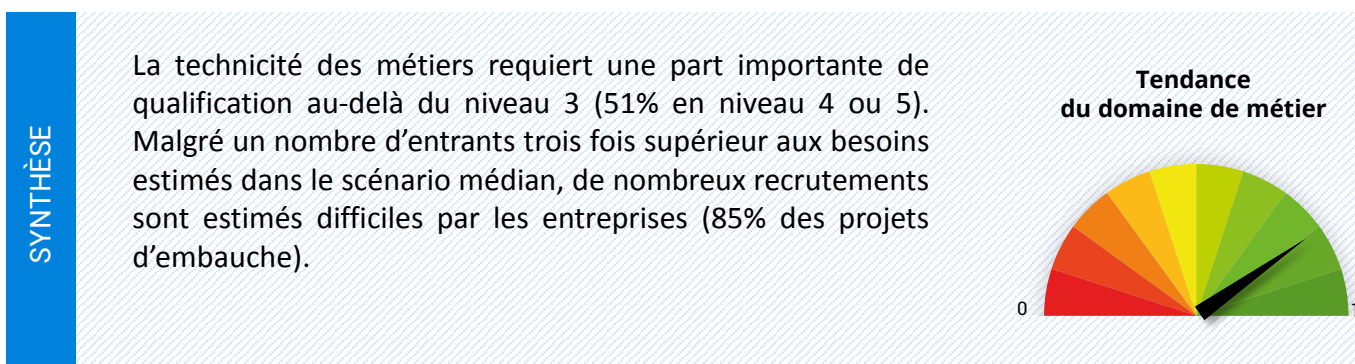 SYNTHÈSE
La technicité des métiers requiert une part importante de
qualification au-delà du niveau 3 (51% en niveau 4 ou 5).
Malgré un nombre d’entrants trois fois supérieur aux besoins
estimés dans le scénario médian, de nombreux recrutements
sont estimés difficiles par les entreprises (85% des projets
d’embauche).
Tendance
du domaine de métier
0